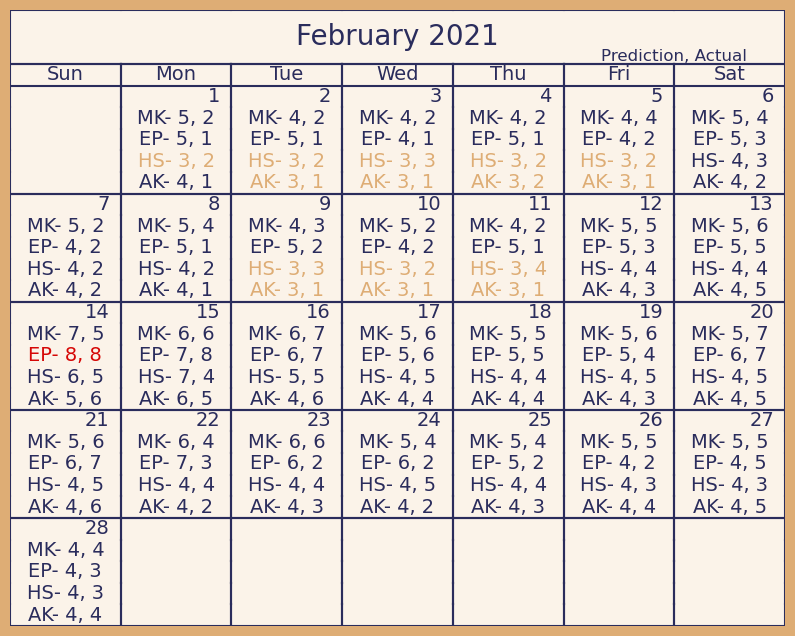 February 2021
Prediction, Actual
Sun Mon Tue Wed Thu Fri Sat
1 2 3 4 5 6
MK- 5, 2 MK- 4, 2 MK- 4, 2 MK- 4, 2 MK- 4, 4 MK- 5, 4
EP- 5, 1 EP- 5, 1 EP- 4, 1 EP- 5, 1 EP- 4, 2 EP- 5, 3
HS- 3, 2 HS- 3, 2 HS- 3, 3 HS- 3, 2 HS- 3, 2 HS- 4, 3
AK- 4, 1 AK- 3, 1 AK- 3, 1 AK- 3, 2 AK- 3, 1 AK- 4, 2
7 8 9 10 11 12 13
MK- 5, 2 MK- 5, 4 MK- 4, 3 MK- 5, 2 MK- 4, 2 MK- 5, 5 MK- 5, 6
EP- 4, 2 EP- 5, 1 EP- 5, 2 EP- 4, 2 EP- 5, 1 EP- 5, 3 EP- 5, 5
HS- 4, 2 HS- 4, 2 HS- 3, 3 HS- 3, 2 HS- 3, 4 HS- 4, 4 HS- 4, 4
AK- 4, 2 AK- 4, 1 AK- 3, 1 AK- 3, 1 AK- 3, 1 AK- 4, 3 AK- 4, 5
14 15 16 17 18 19 20
MK- 7, 5 MK- 6, 6 MK- 6, 7 MK- 5, 6 MK- 5, 5 MK- 5, 6 MK- 5, 7
EP- 8, 8 EP- 7, 8 EP- 6, 7 EP- 5, 6 EP- 5, 5 EP- 5, 4 EP- 6, 7
HS- 6, 5 HS- 7, 4 HS- 5, 5 HS- 4, 5 HS- 4, 4 HS- 4, 5 HS- 4, 5
AK- 5, 6 AK- 6, 5 AK- 4, 6 AK- 4, 4 AK- 4, 4 AK- 4, 3 AK- 4, 5
21 22 23 24 25 26 27
MK- 5, 6 MK- 6, 4 MK- 6, 6 MK- 5, 4 MK- 5, 4 MK- 5, 5 MK- 5, 5
EP- 6, 7 EP- 7, 3 EP- 6, 2 EP- 6, 2 EP- 5, 2 EP- 4, 2 EP- 4, 5
HS- 4, 5 HS- 4, 4 HS- 4, 4 HS- 4, 5 HS- 4, 4 HS- 4, 3 HS- 4, 3
AK- 4, 6 AK- 4, 2 AK- 4, 3 AK- 4, 2 AK- 4, 3 AK- 4, 4 AK- 4, 5
28
MK- 4, 4
EP- 4, 3
HS- 4, 3
AK- 4, 4